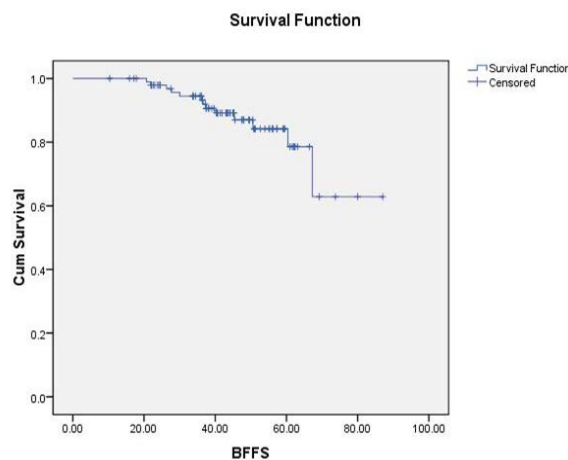 Survival Function
Survival Function
Censored
Cum Survival
1.0
0.8
0.6
0.4
0.2
0.0
0.00 20.00 40.00 60.00 80.00 100.00
BFFS